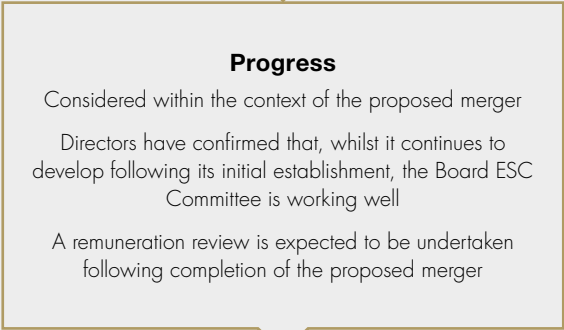 Progress
Considered within the context of the proposed merger
Directors have confirmed that, whilst it continues to
develop following its initial establishment, the Board ESC
Committee is working well
A remuneration review is expected to be undertaken
following completion of the proposed merger